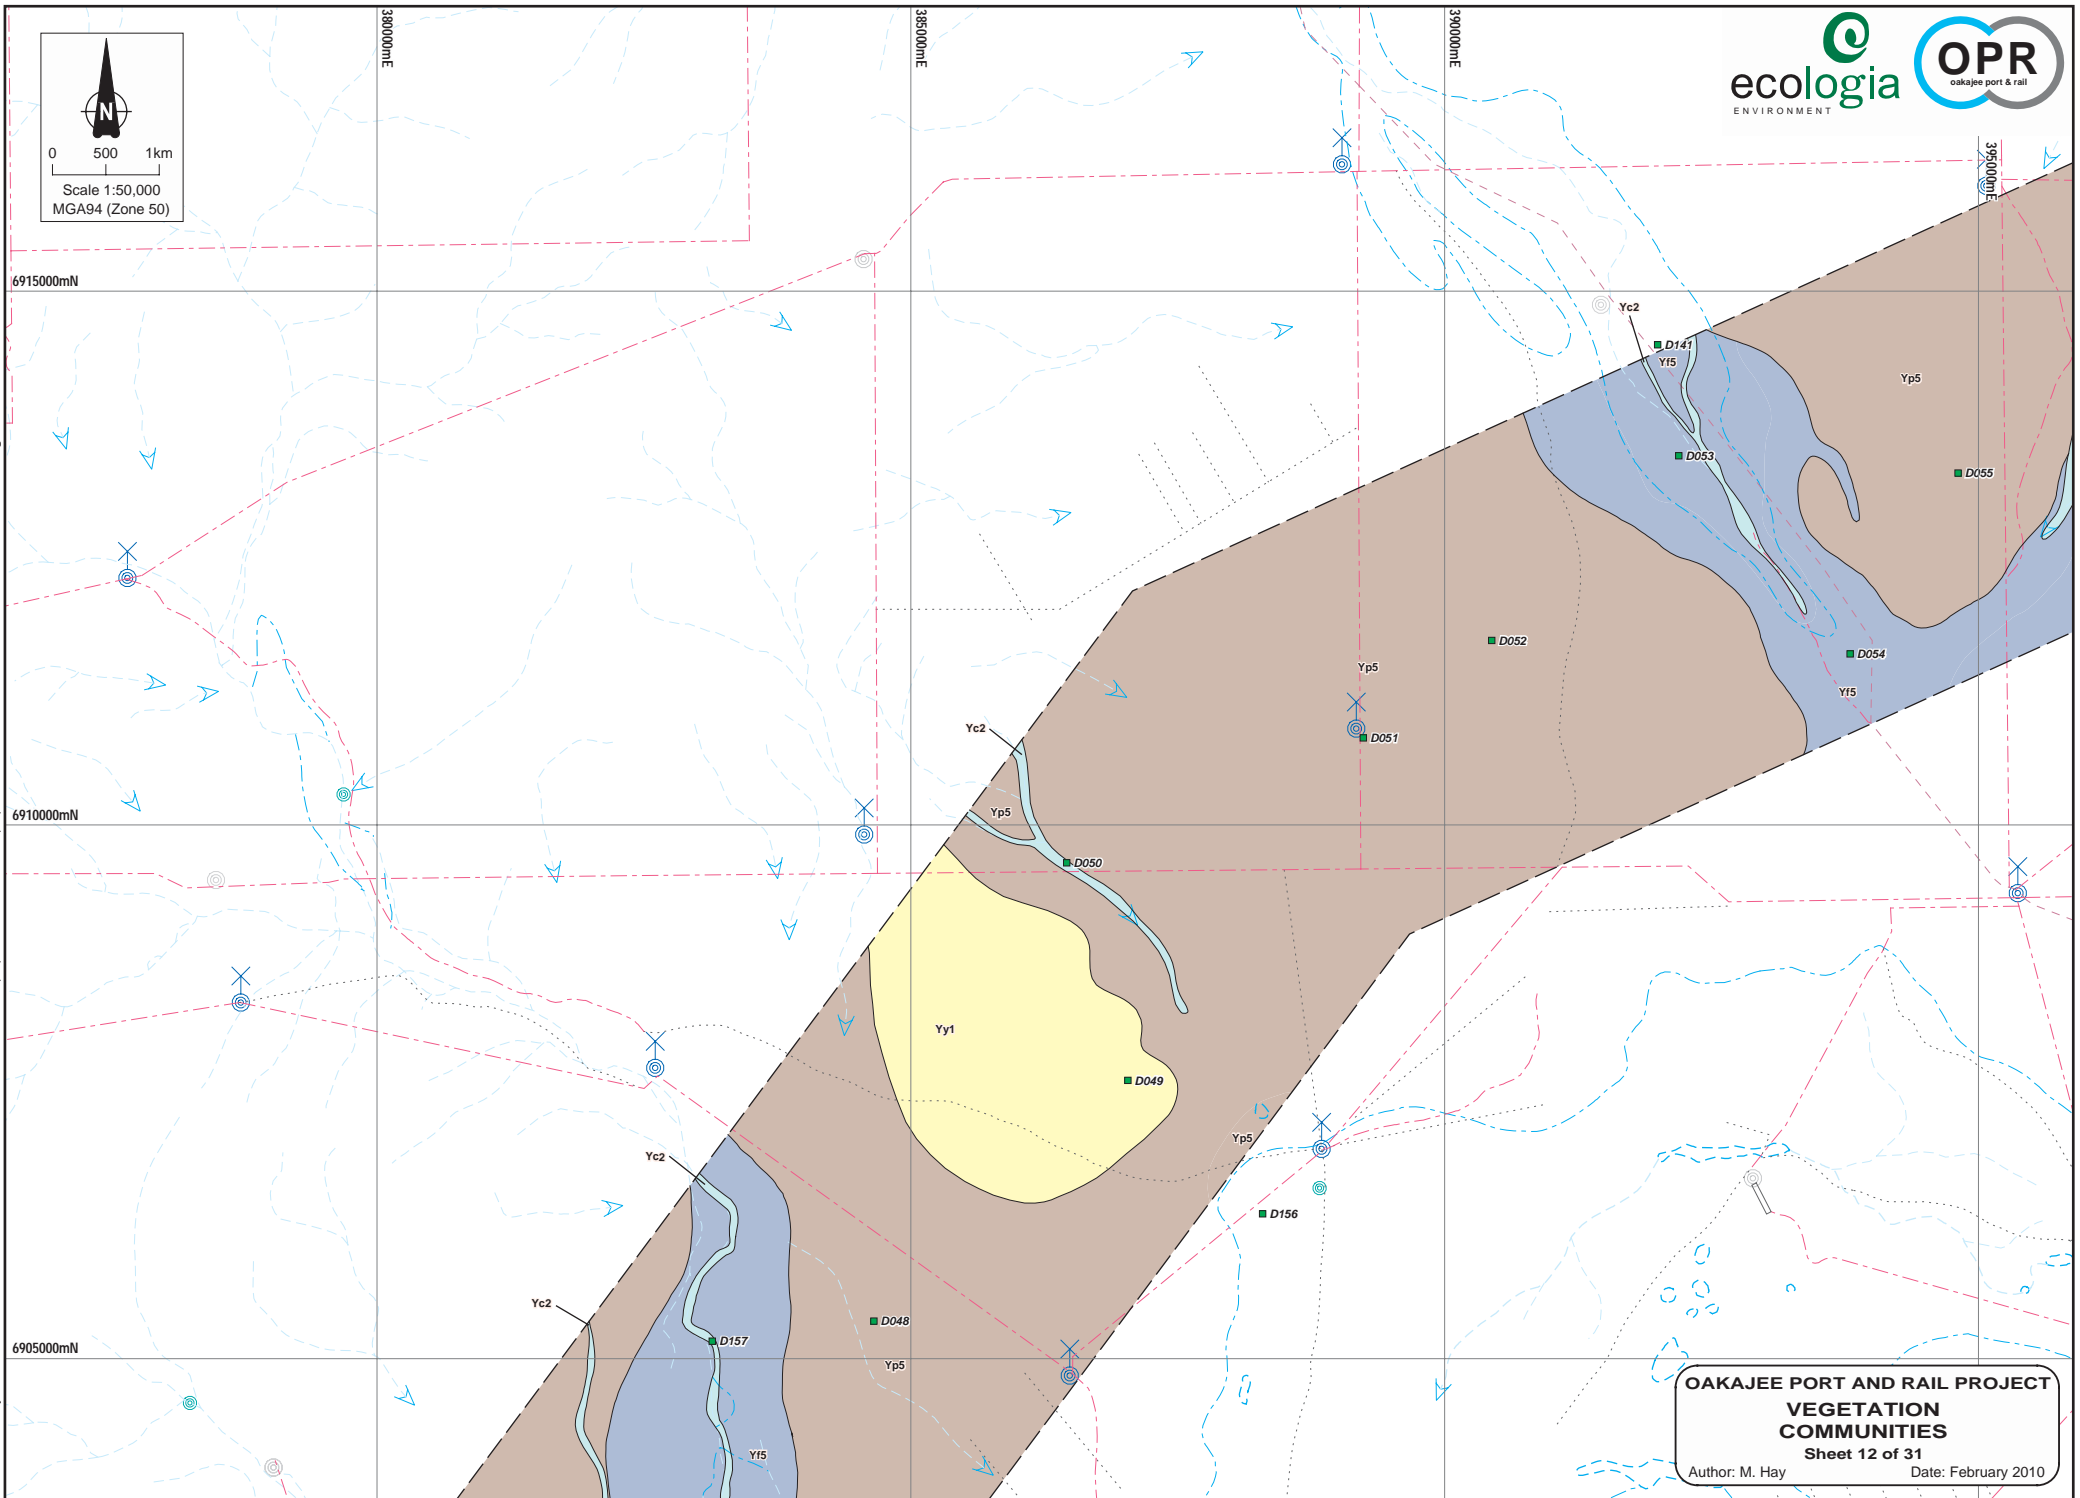 380000mE
385000mE
390000mE
395000mE
N
0 500 1km
Scale 1:50,000
MGA94 (Zone 50)
ecologia
ENVIRONMENT
OPR
oakajee port & rail
6915000mN
Yc2
D141
Yf5
Yp5
D053
D055
D052
D054
Yp5
Yf5
Yc2
D051
Yp5
6910000mN
D050
Yy1
D049
Yp5
Yc2
D156
Yc2
D048
D157
Yp5
6905000mN
Yf5
OAKAJEE PORT AND RAIL PROJECT
VEGETATION
COMMUNITIES
Sheet 12 of 31
Author: M. Hay Date: February 2010